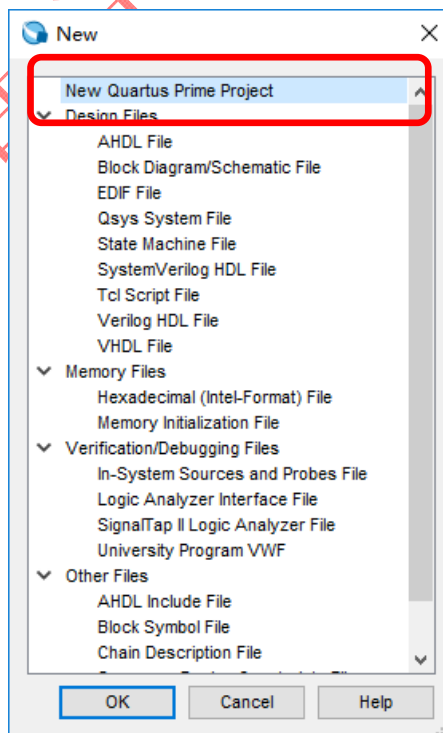 New
New Quartus Prime Project
Design Files
AHDL File
Block Diagram/Schematic File
EDIF File
Qsys System File
State Machine File
SystemVerilog HDL File
Tcl Script File
Verilog HDL File
VHDL File
Memory Files
Hexadecimal (Intel-Format) File
Memory Initialization File
Verification/Debugging Files
In-System Sources and Probes File
Logic Analyzer Interface File
SignalTap II Logic Analyzer File
University Program VWF
Other Files
AHDL Include File
Block Symbol File
Chain Description File
OK Cancel Help